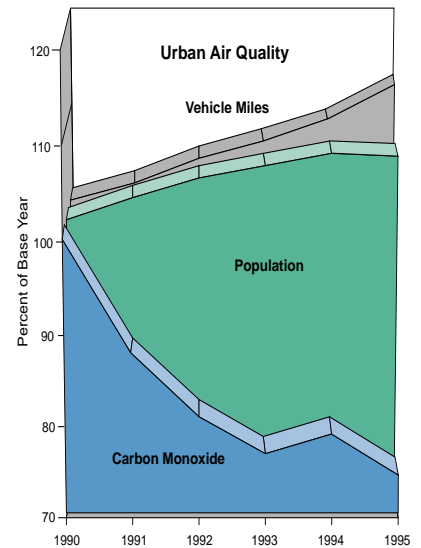 Urban Air Quality
Vehicle Miles
Population
Carbon Monoxide
Percent of Base Year
120
110
100
90
80
70
1990 1991 1992 1993 1994 1995